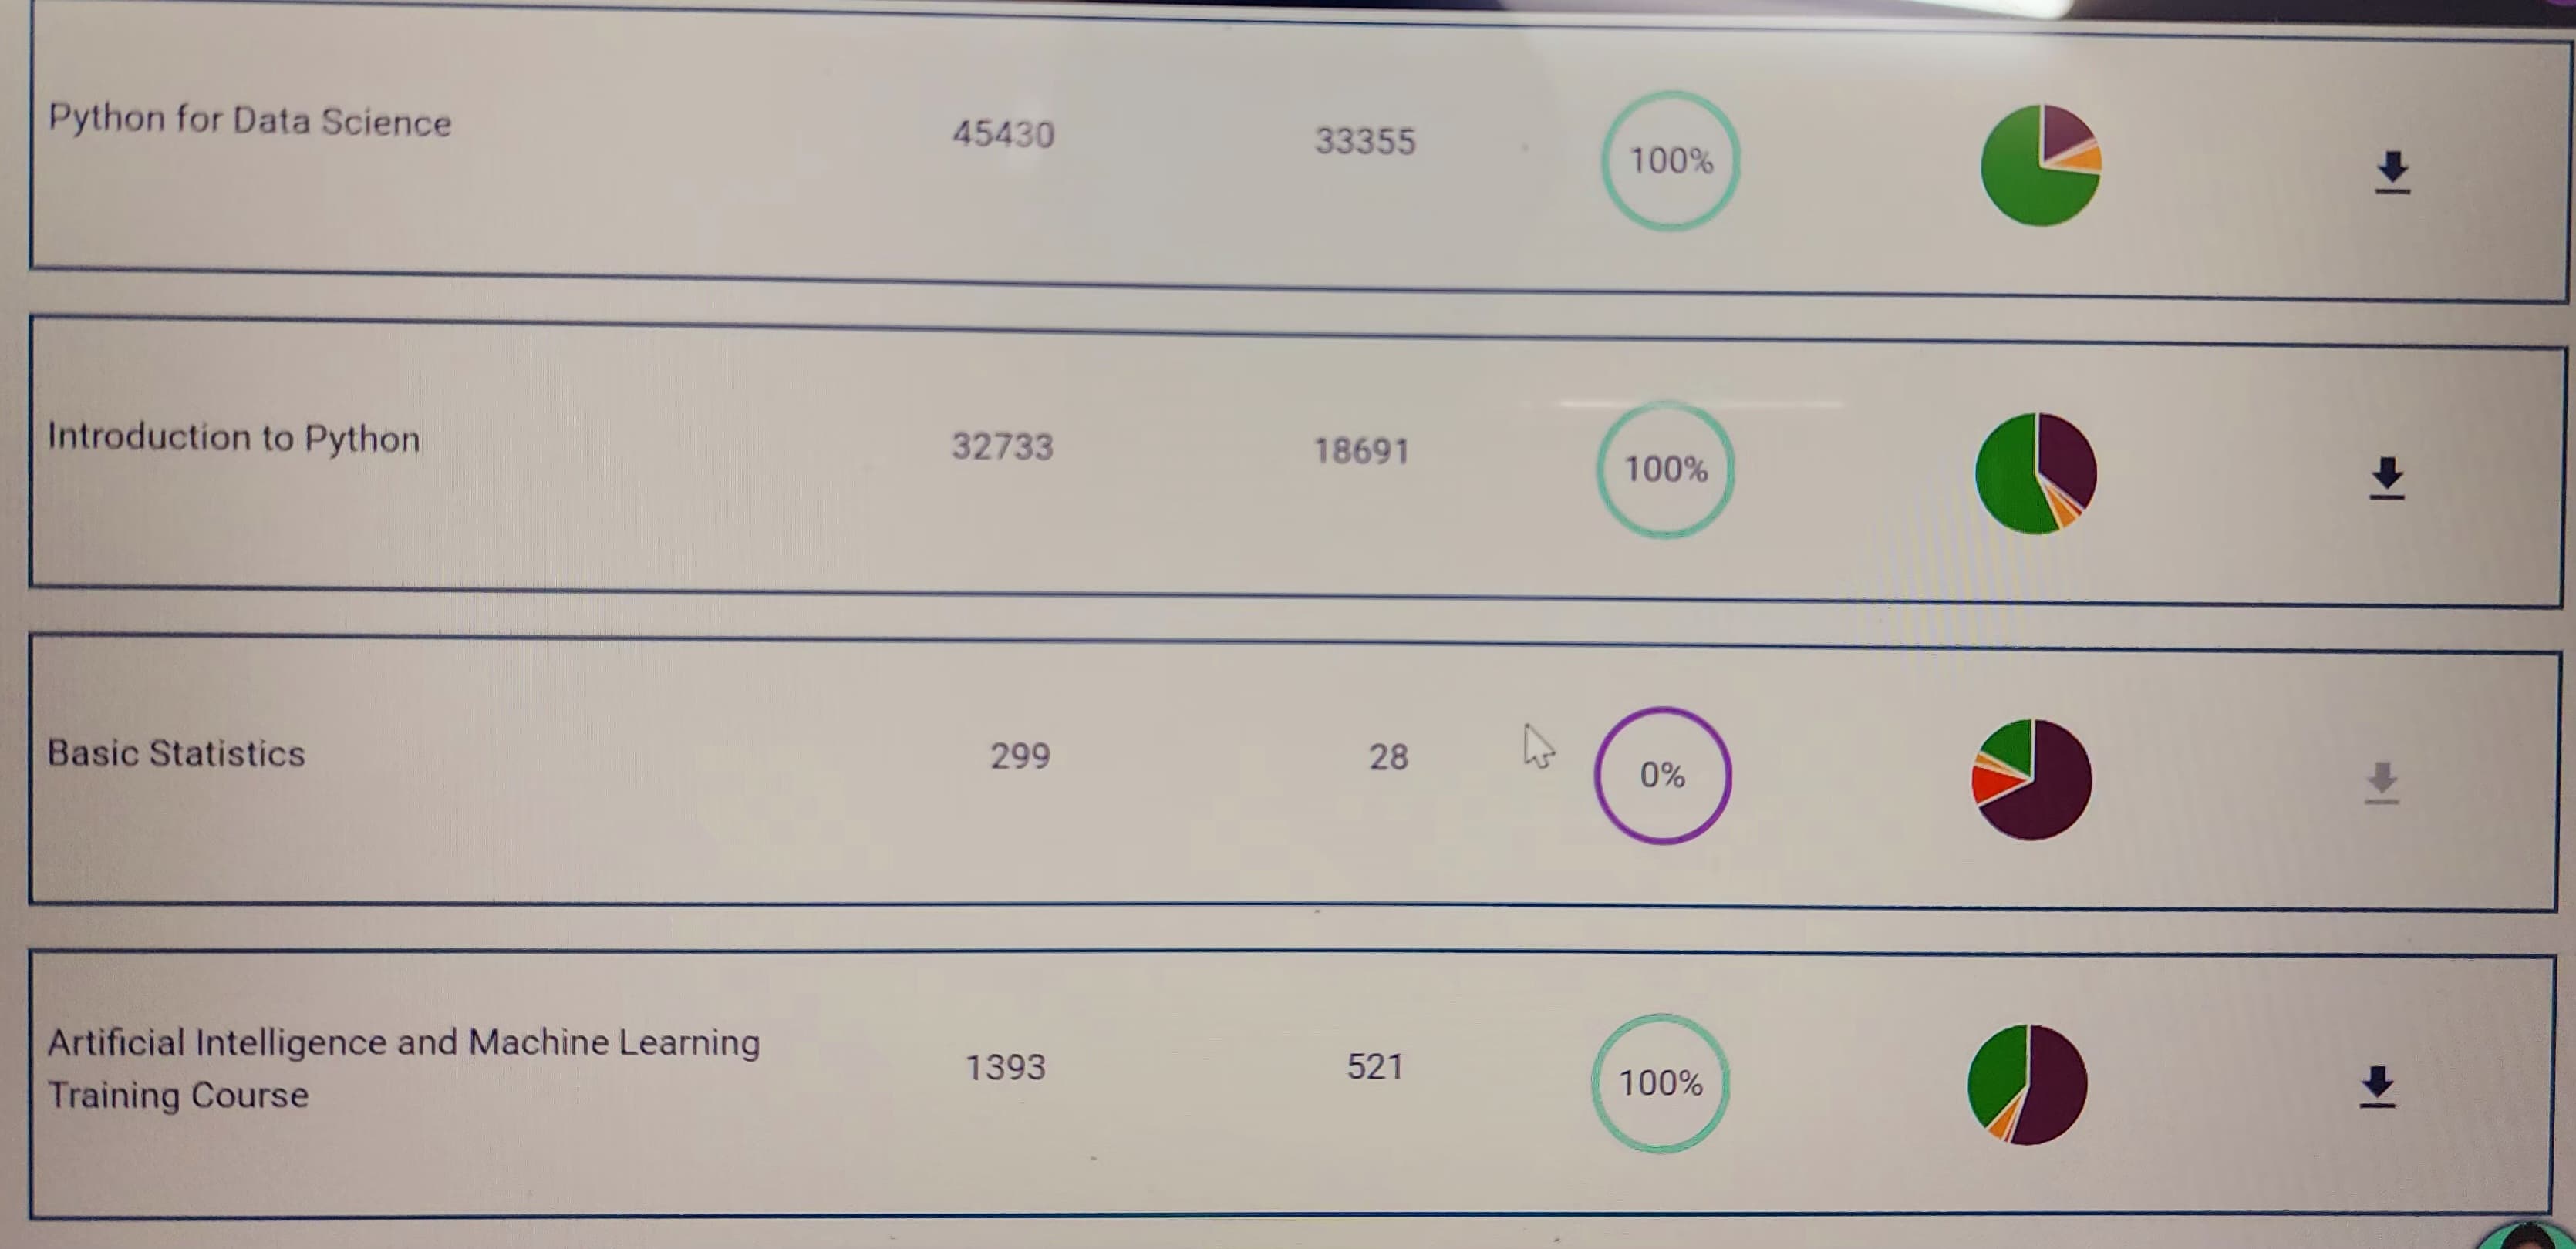 Python for Data Science 45430 33355 100%
Introduction to Python 32733 18691 100%
Basic Statistics 299 28 0%
Artificial Intelligence and Machine Learning
Training Course 1393 521 100%